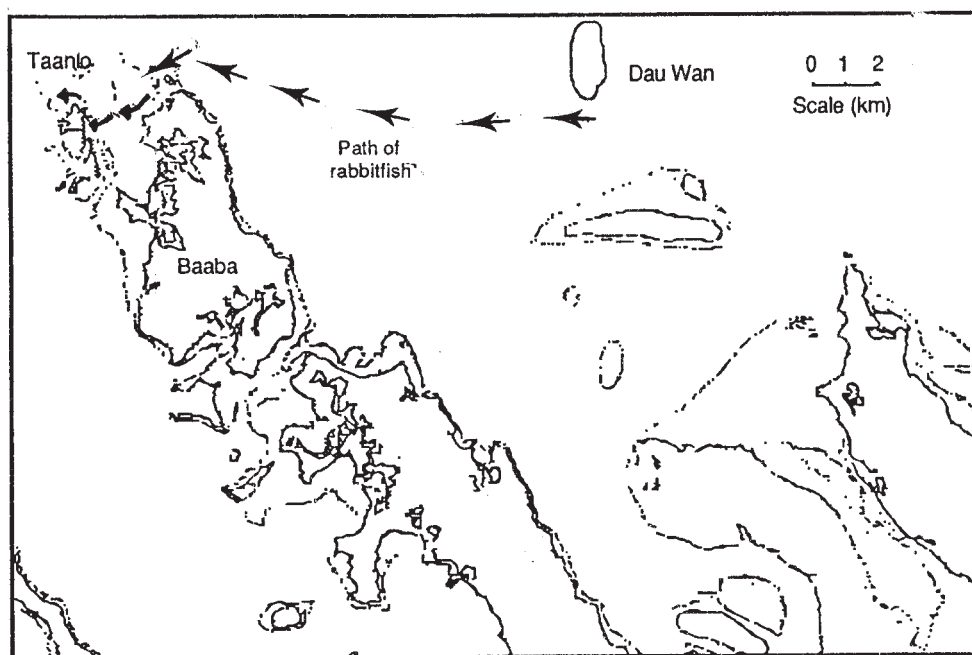 Taanlo
Dau Wan
0 1 2
Scale (km)
Path of
rabbitfish
Baaba